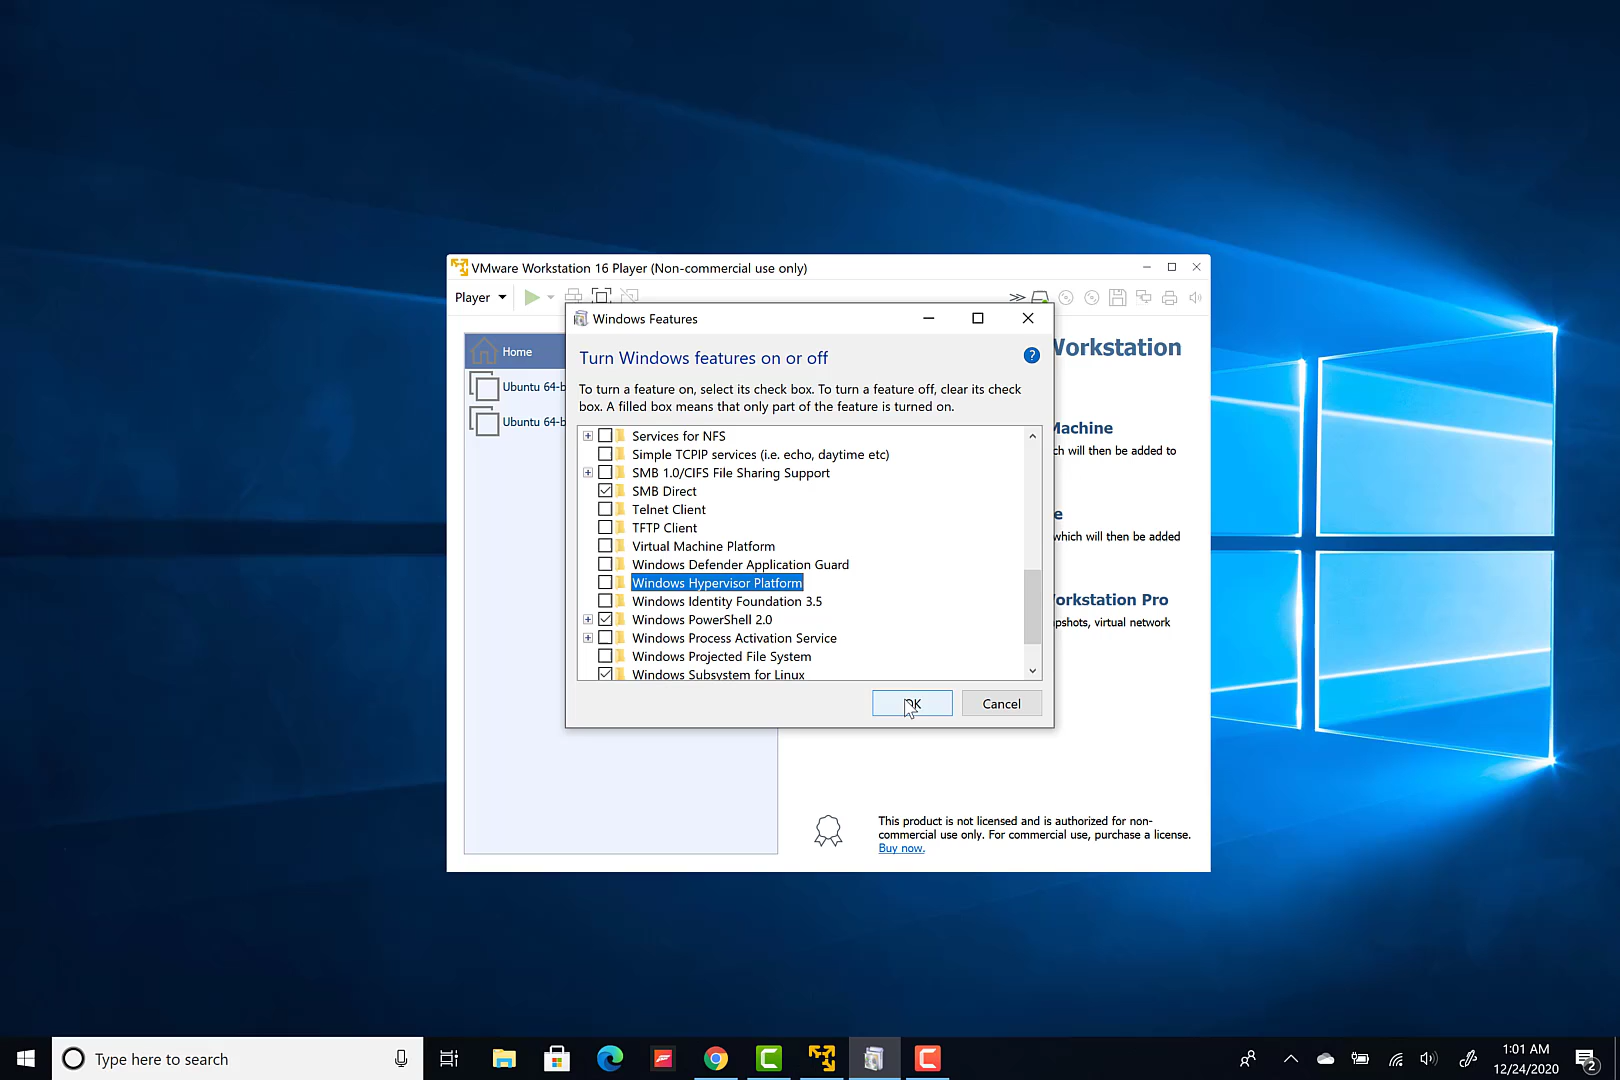 VMware Workstation 16 Player (Non-commercial use only)
Player
Windows Features
Turn Windows features on or off
To turn a feature on, select its check box. To turn a feature off, clear its check
box. A filled box means that only part of the feature is turned on.
Services for NFS
Simple TCPIP services (i.e. echo, daytime etc)
SMB 1.0/CIFS File Sharing Support
SMB Direct
Telnet Client
TFTP Client
Virtual Machine Platform
Windows Defender Application Guard
Windows Hypervisor Platform
Windows Identity Foundation 3.5
Windows PowerShell 2.0
Windows Process Activation Service
Windows Projected File System
Windows Subsystem for Linux
OK
Cancel
Home
Ubuntu 64-b
Ubuntu 64-b
Workstation
Machine
ch will then be added to
e
which will then be added
Workstation Pro
pshots, virtual network
This product is not licensed and is authorized for non-
commercial use only. For commercial use, purchase a license.
Buy now.
Type here to search
1:01 AM
12/24/2020
2